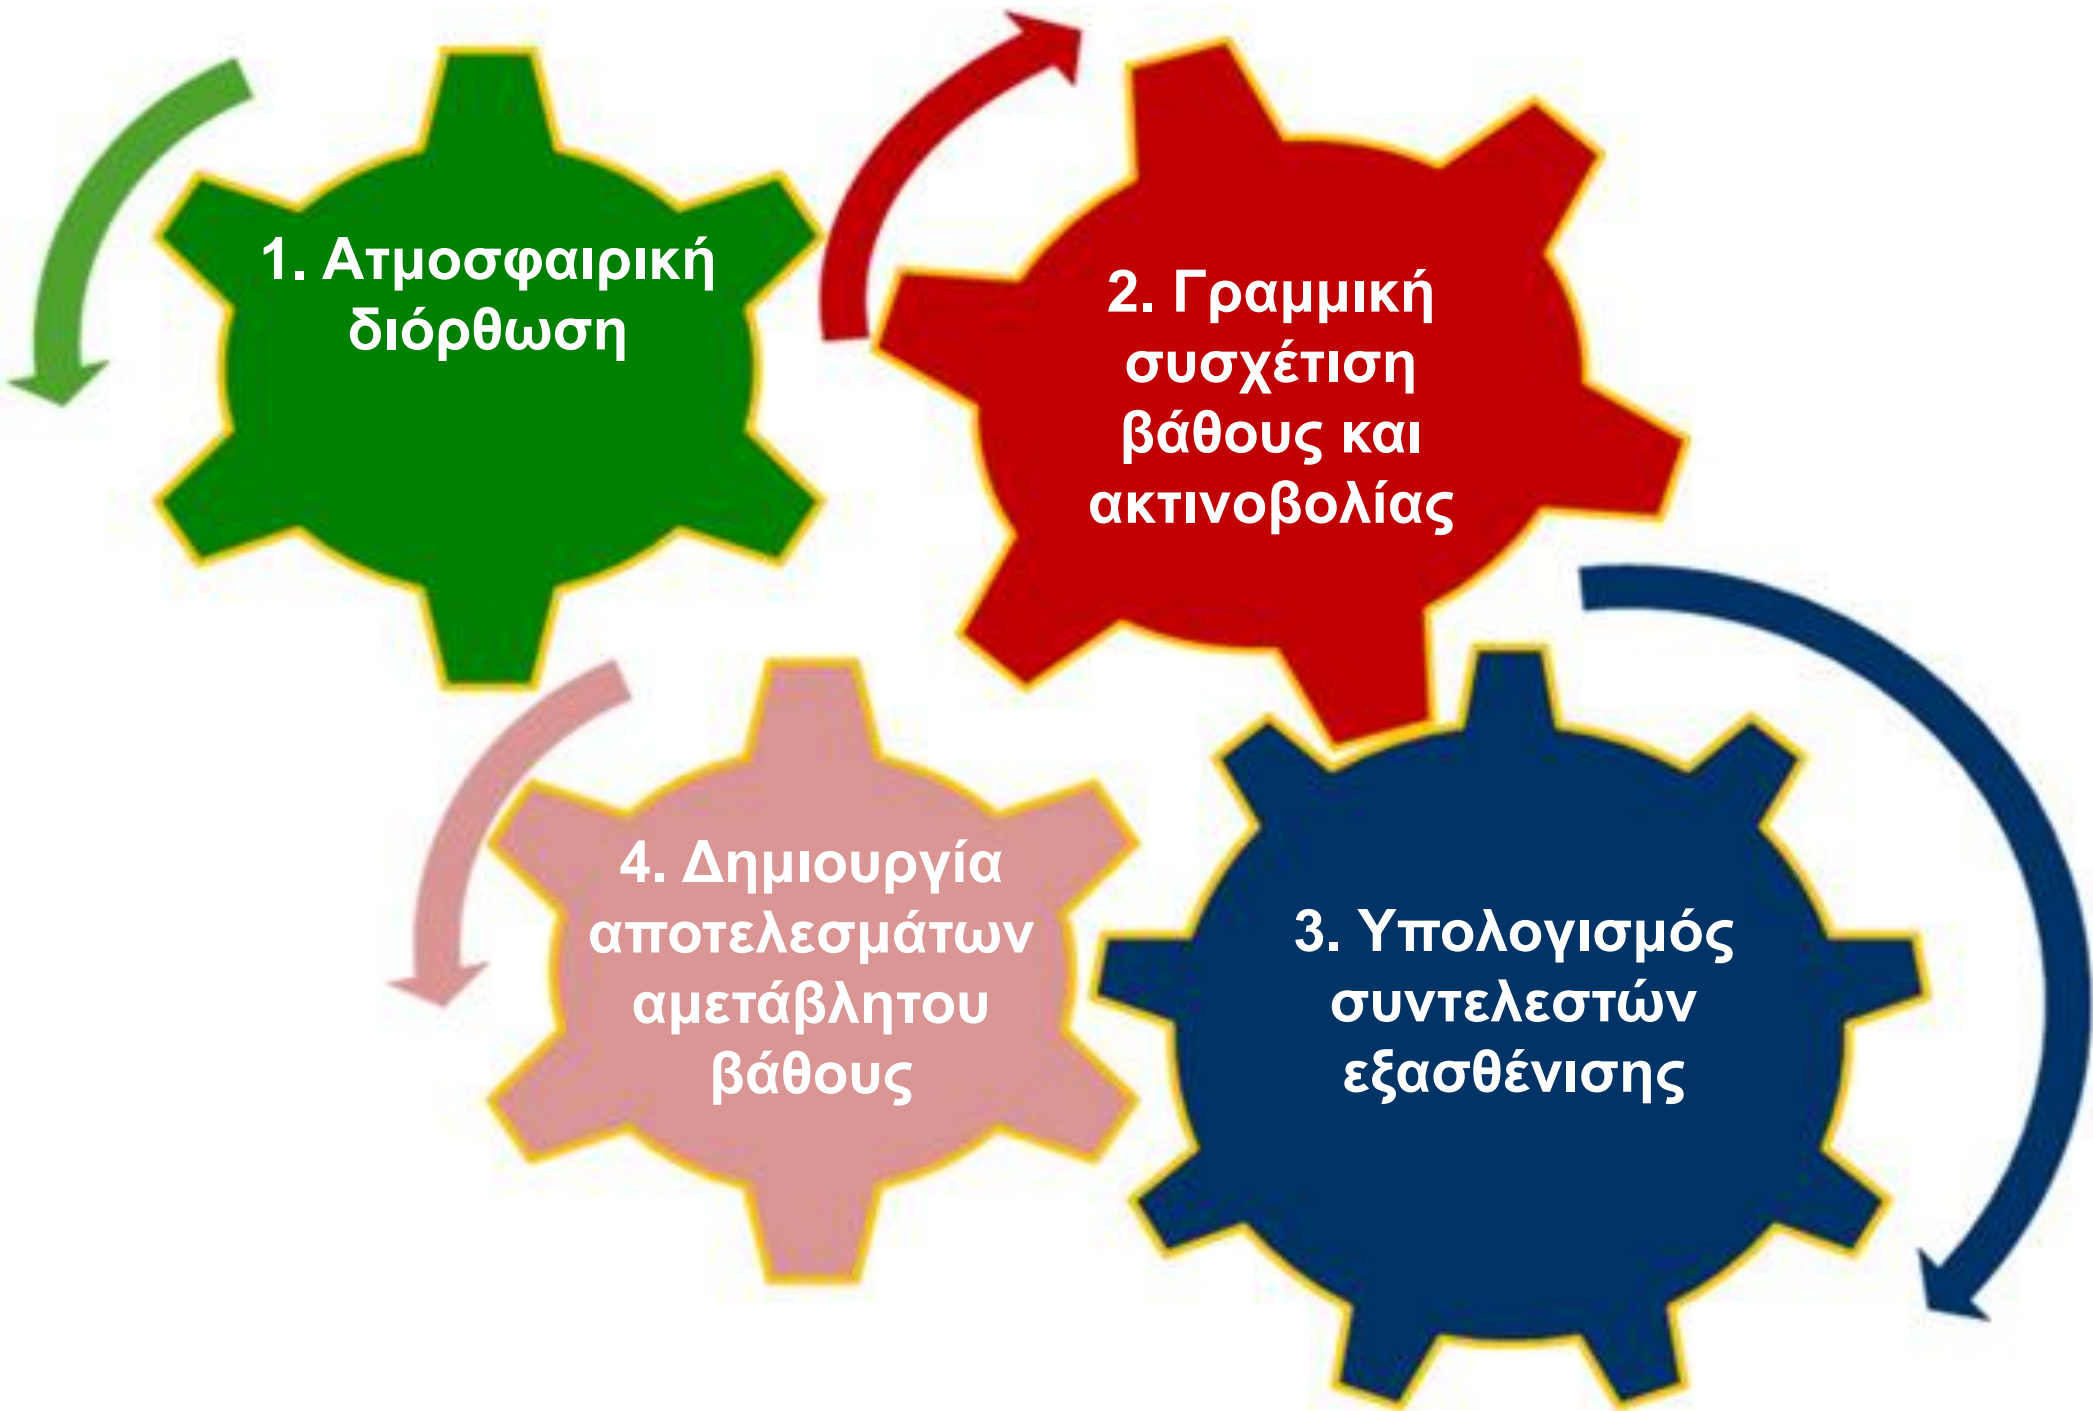 1. Ατμοσφαιρική
διόρθωση
2. Γραμμική
συσχέτιση
βάθους και
ακτινοβολίας
3. Υπολογισμός
συντελεστών
εξασθένισης
4. Δημιουργία
αποτελεσμάτων
αμετάβλητου
βάθους